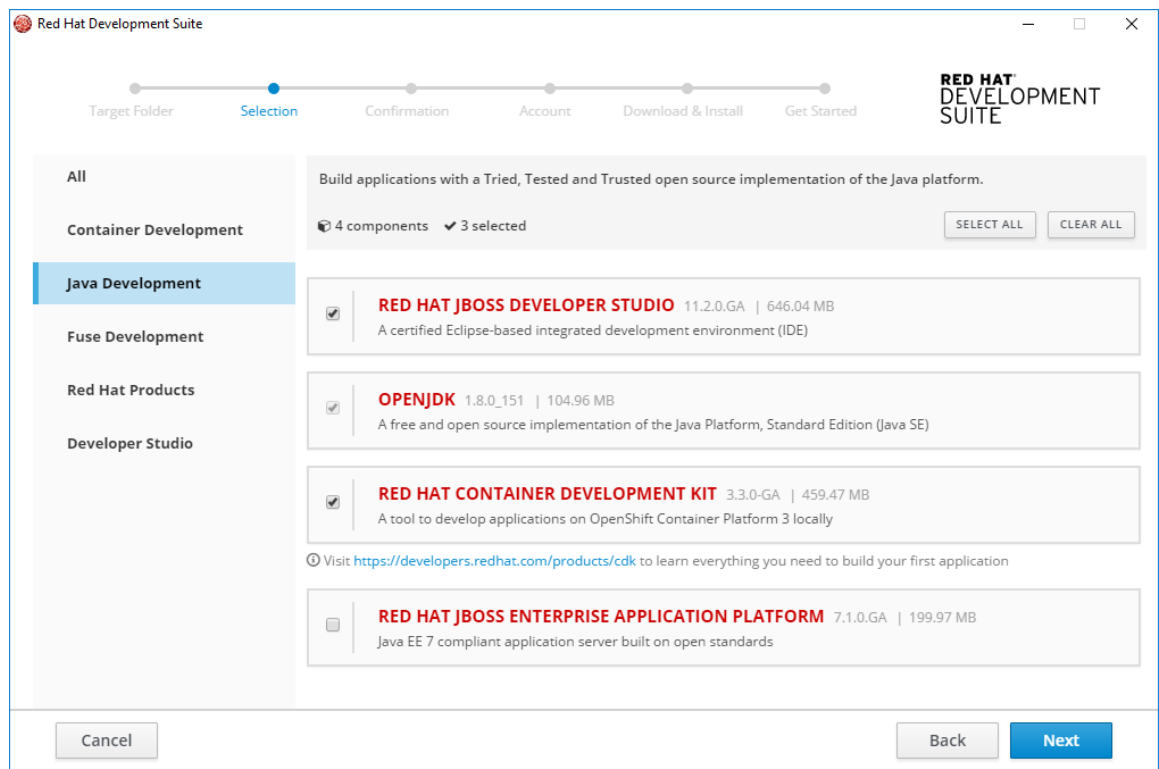 Red Hat Development Suite
Target Folder
Selection
Confirmation
Account
Download & Install
Get Started
RED HAT
DEVELOPMENT
SUITE
All
Container Development
Java Development
Fuse Development
Red Hat Products
Developer Studio
Build applications with a Tried, Tested and Trusted open source implementation of the Java platform.
4 components 3 selected
SELECT ALL
CLEAR ALL
RED HAT JBOSS DEVELOPER STUDIO 11.2.0.GA | 646.04 MB
A certified Eclipse-based integrated development environment (IDE)
OPENJDK 1.8.0_151 | 104.96 MB
A free and open source implementation of the Java Platform, Standard Edition (Java SE)
RED HAT CONTAINER DEVELOPMENT KIT 3.3.0-GA | 459.47 MB
A tool to develop applications on OpenShift Container Platform 3 locally
Visit https://developers.redhat.com/products/cdk to learn everything you need to build your first application
RED HAT JBOSS ENTERPRISE APPLICATION PLATFORM 7.1.0.GA | 199.97 MB
Java EE 7 compliant application server built on open standards
Cancel
Back
Next